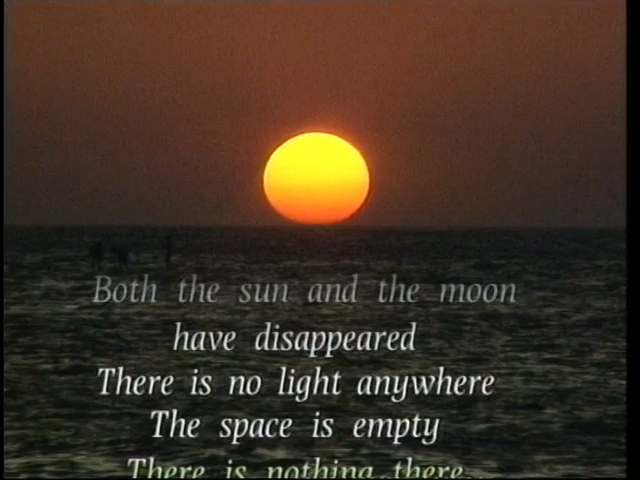 Both the sun and the moon
have disappeared
There is no light anywhere
The space is empty
There is nothing there